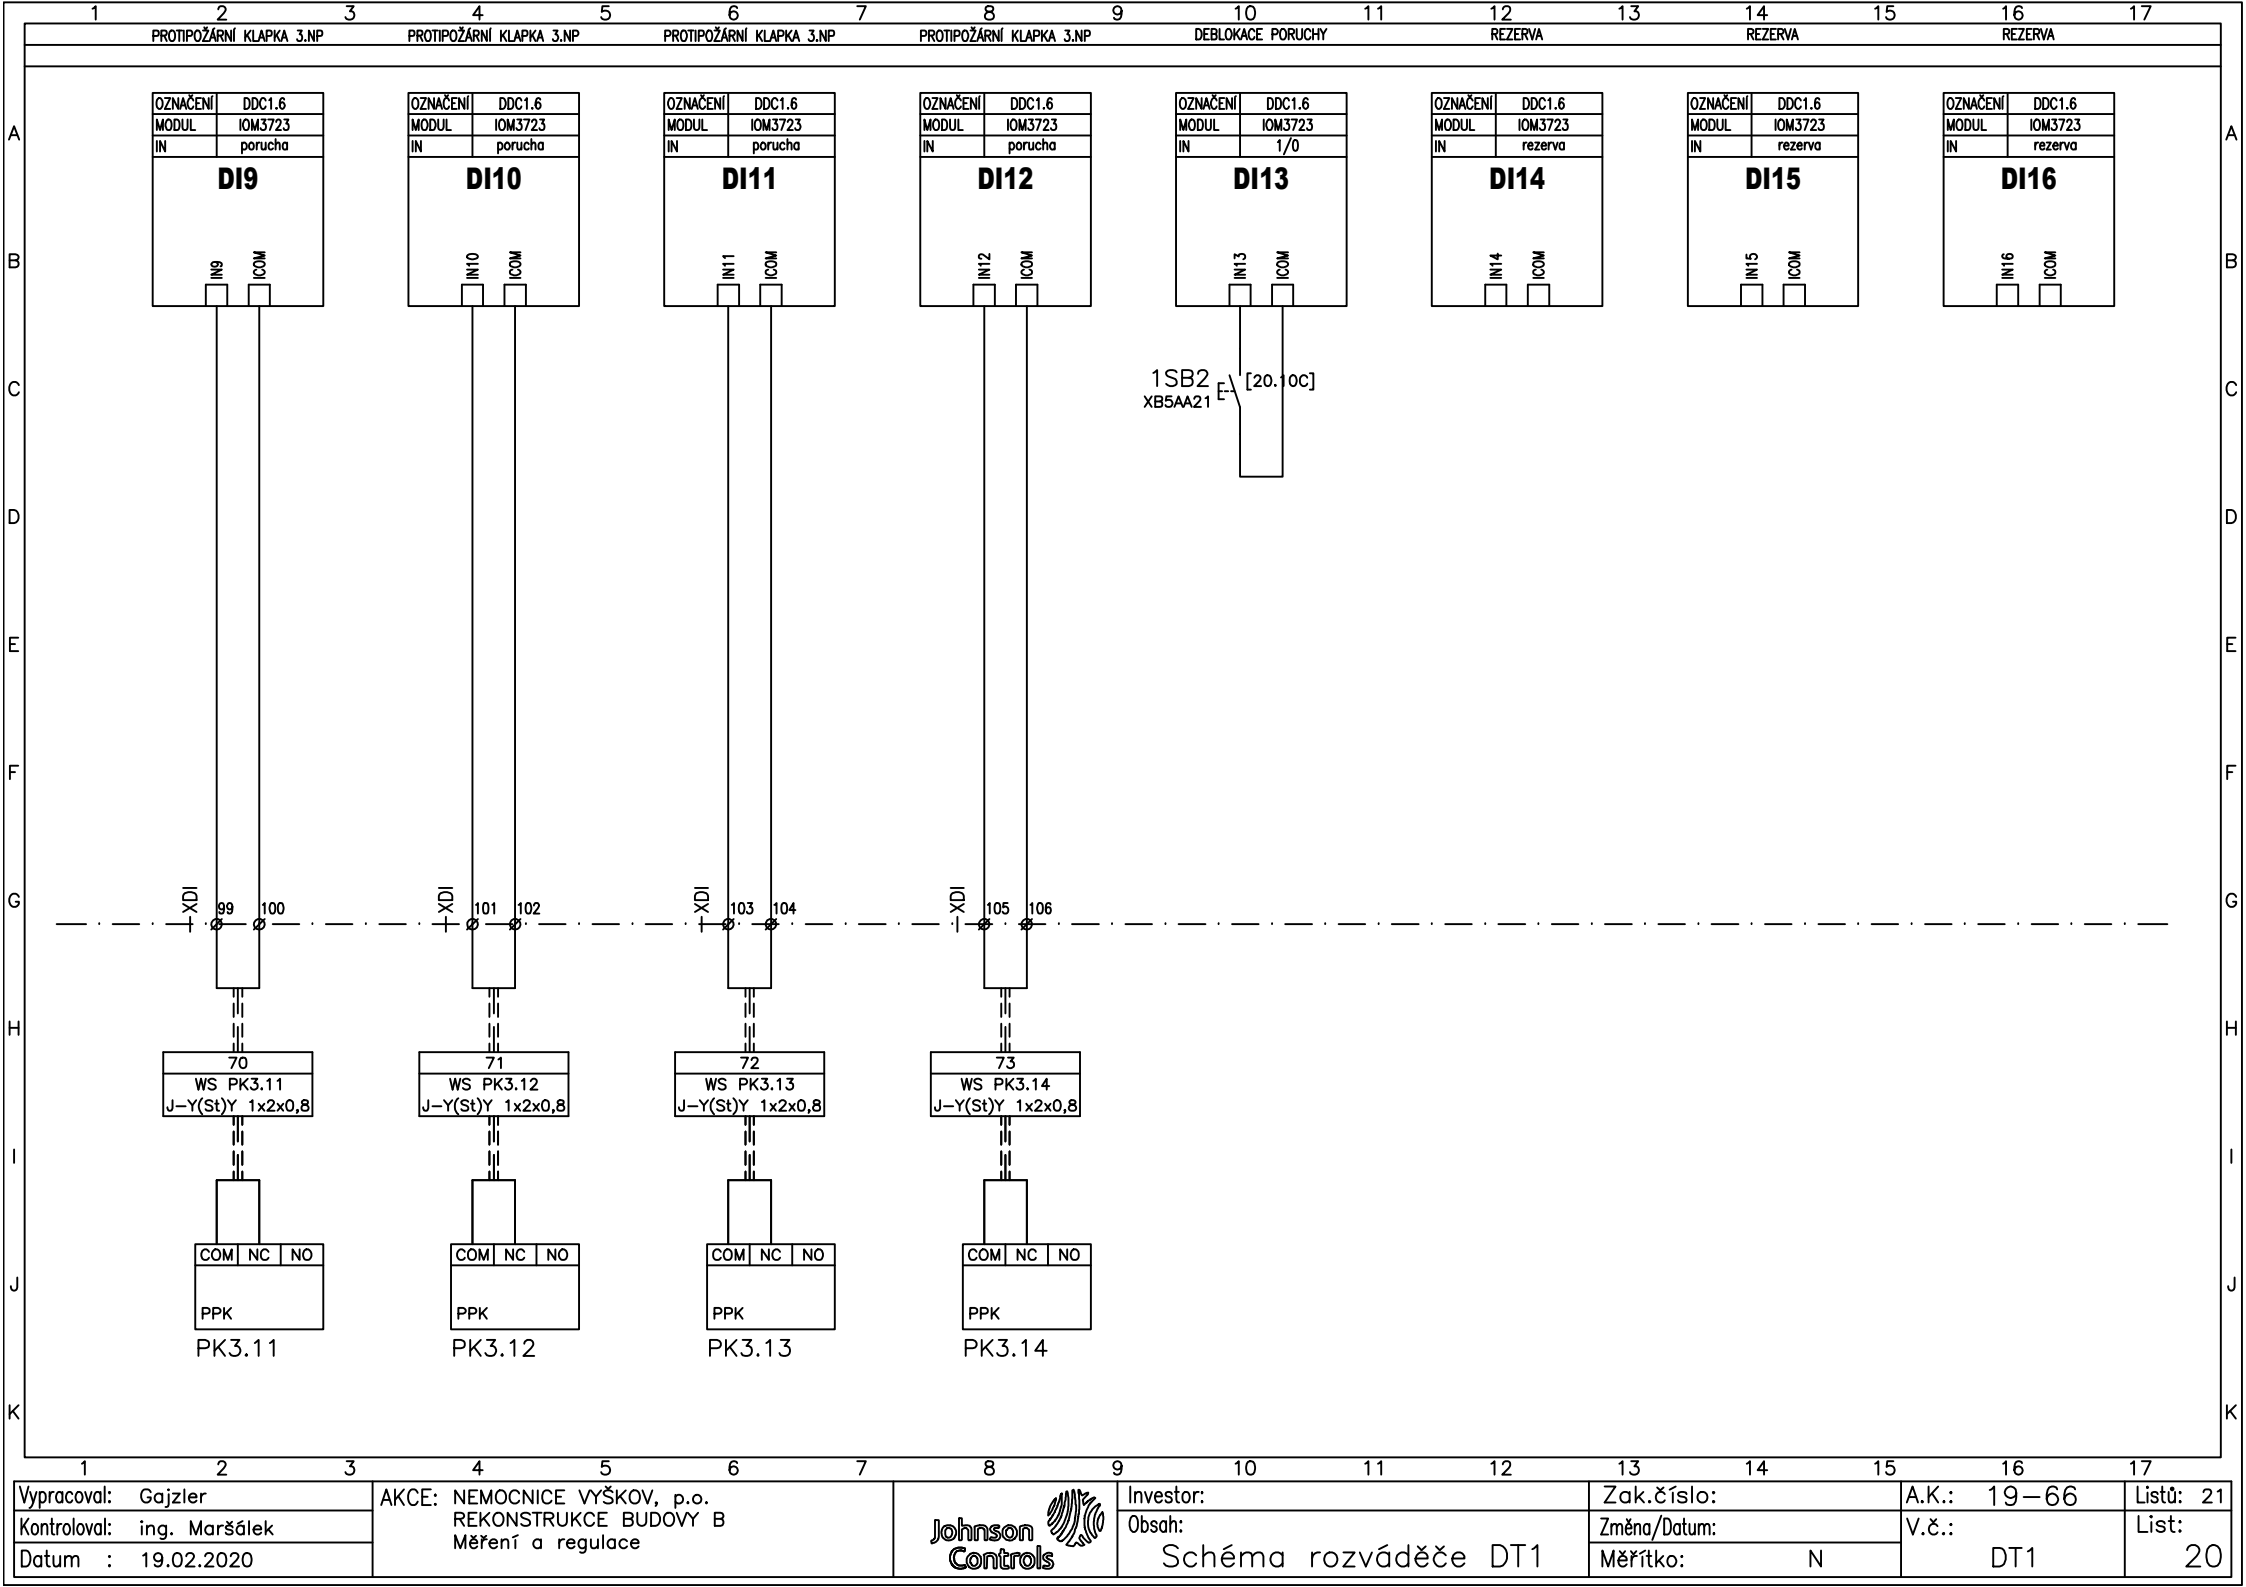 1 2 3 4 5 6 7 8 9 10 11 12 13 14 15 16 17
PROTIPOŽÁRNÍ KLAPKA 3.NP PROTIPOŽÁRNÍ KLAPKA 3.NP PROTIPOŽÁRNÍ KLAPKA 3.NP PROTIPOŽÁRNÍ KLAPKA 3.NP DEBLOKACE PORUCHY REZERVA REZERVA REZERVA
OZNAČENÍ DDC1.6 OZNAČENÍ DDC1.6 OZNAČENÍ DDC1.6 OZNAČENÍ DDC1.6 OZNAČENÍ DDC1.6 OZNAČENÍ DDC1.6 OZNAČENÍ DDC1.6 OZNAČENÍ DDC1.6
A MODUL IOM3723 MODUL IOM3723 MODUL IOM3723 MODUL IOM3723 MODUL IOM3723 MODUL IOM3723 MODUL IOM3723 MODUL IOM3723 A
IN porucha IN porucha IN porucha IN porucha IN 1/0 IN rezerva IN rezerva IN rezerva
DI9 DI10 DI11 DI12 DI13 DI14 DI15 DI16
B IN9 ICOM IN10 ICOM IN11 ICOM IN12 ICOM IN13 ICOM IN14 ICOM IN15 ICOM IN16 ICOM B
C 1SB2 [20.10C] C
XB5AA21
D D
E E
F F
G XDI 99 100 XDI 101 102 XDI 103 104 XDI 105 106 G
H H
70 71 72 73
WS PK3.11 WS PK3.12 WS PK3.13 WS PK3.14
J-Y(St)Y 1x2x0,8 J-Y(St)Y 1x2x0,8 J-Y(St)Y 1x2x0,8 J-Y(St)Y 1x2x0,8
I I
COM NC NO COM NC NO COM NC NO COM NC NO
J J
PPK PPK PPK PPK
PK3.11 PK3.12 PK3.13 PK3.14
K K
1 2 3 4 5 6 7 8 9 10 11 12 13 14 15 16 17
Vypracoval: Gajzler
Kontroloval: ing. Maršálek
Datum : 19.02.2020
AKCE: NEMOCNICE VYŠKOV, p.o.
REKONSTRUKCE BUDOVY B
Měření a regulace
Johnson
Controls
Investor:
Obsah:
Schéma rozváděče DT1
Zak.číslo:
Změna/Datum:
Měřítko: N
A.K.: 19-66
V.č.:
DT1
Listů: 21
List:
20